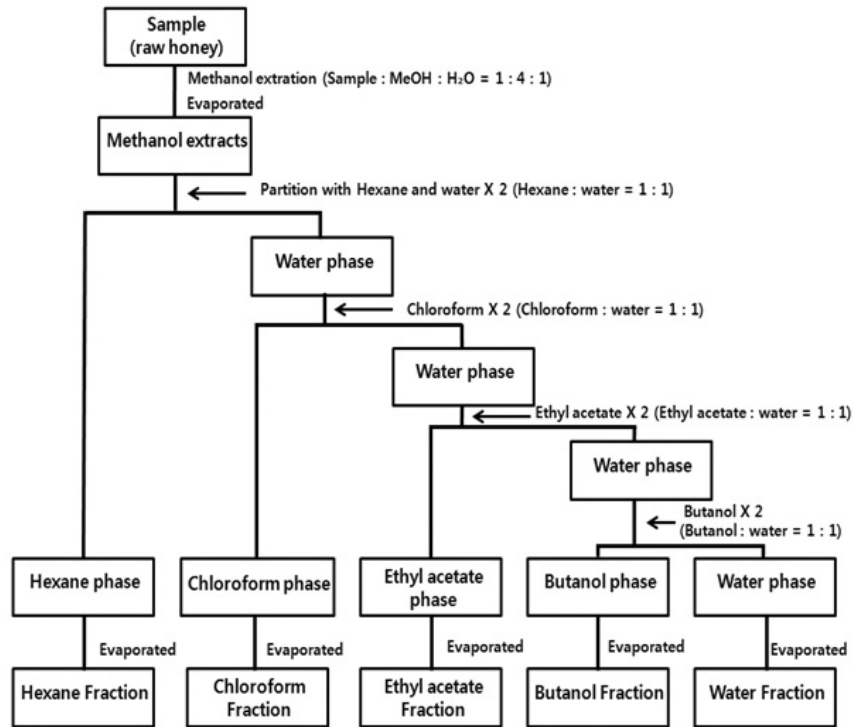 Sample
(raw honey)
Methanol extration (Sample : MeOH : H₂O = 1 : 4 : 1)
Evaporated
Methanol extracts
Partition with Hexane and water X 2 (Hexane : water = 1 : 1)
Water phase
Chloroform X 2 (Chloroform : water = 1 : 1)
Water phase
Ethyl acetate X 2 (Ethyl acetate : water = 1 : 1)
Water phase
Butanol X 2
(Butanol : water = 1 : 1)
Hexane phase
Chloroform phase
Ethyl acetate
phase
Butanol phase
Water phase
Evaporated
Evaporated
Evaporated
Evaporated
Evaporated
Hexane Fraction
Chloroform
Fraction
Ethyl acetate
Fraction
Butanol Fraction
Water Fraction